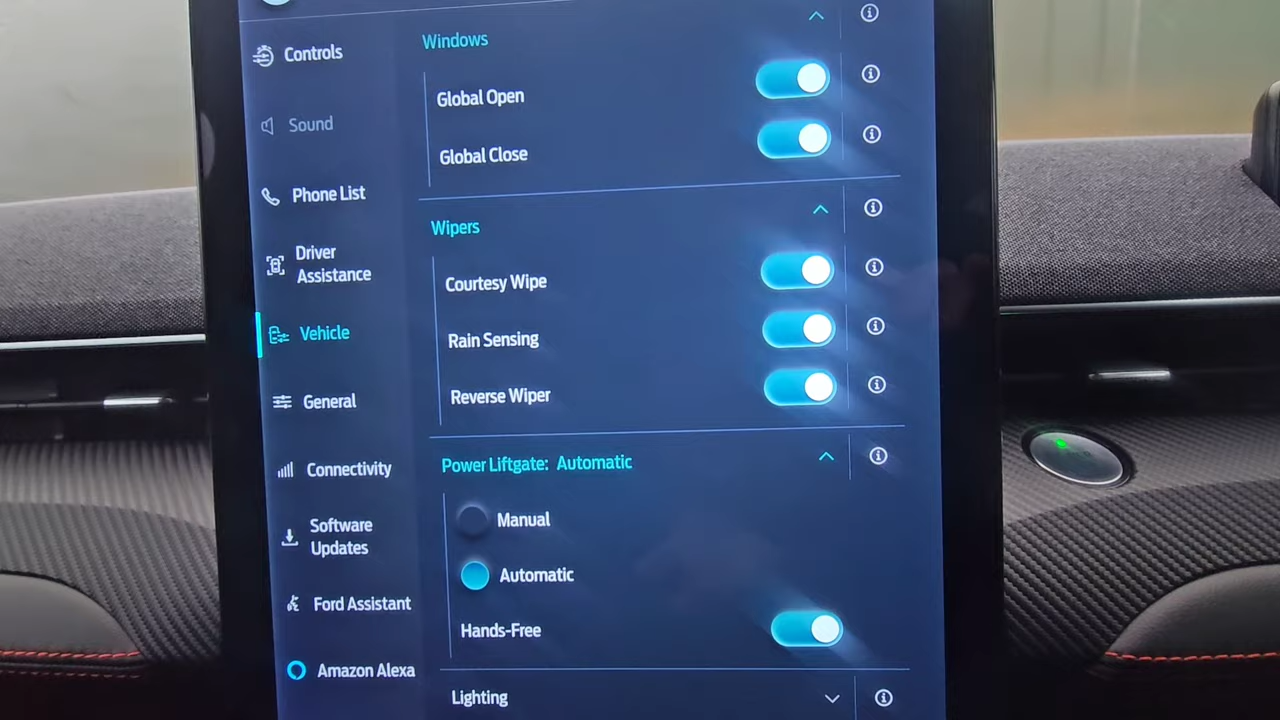 Controls
Sound
Phone List
Driver
Assistance
Vehicle
General
Connectivity
Software
Updates
Ford Assistant
Amazon Alexa
Windows
Global Open
Global Close
Wipers
Courtesy Wipe
Rain Sensing
Reverse Wiper
Power Liftgate: Automatic
Manual
Automatic
Hands-Free
Lighting